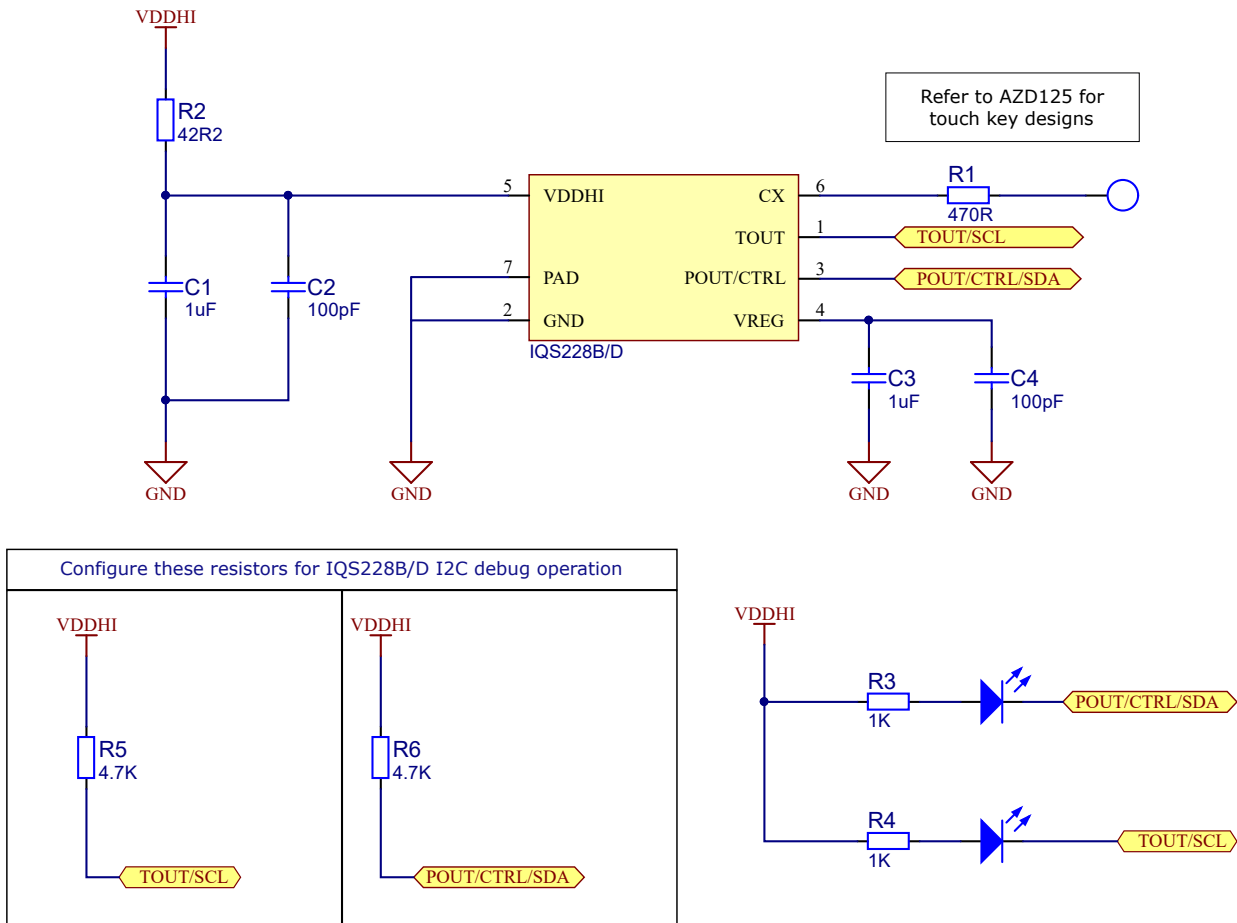 VDDHI
R2
42R2
C1
1uF
C2
100pF
GND
GND
5
7
2
VDDHI
PAD
GND
CX
TOUT
POUT/CTRL
VREG
IQS228B/D
6
1
3
4
Refer to AZD125 for
touch key designs
R1
470R
TOUT/SCL
POUT/CTRL/SDA
C3
1uF
C4
100pF
GND
GND
Configure these resistors for IQS228B/D I2C debug operation
VDDHI
R5
4.7K
TOUT/SCL
VDDHI
R6
4.7K
POUT/CTRL/SDA
VDDHI
R3
1K
POUT/CTRL/SDA
R4
1K
TOUT/SCL